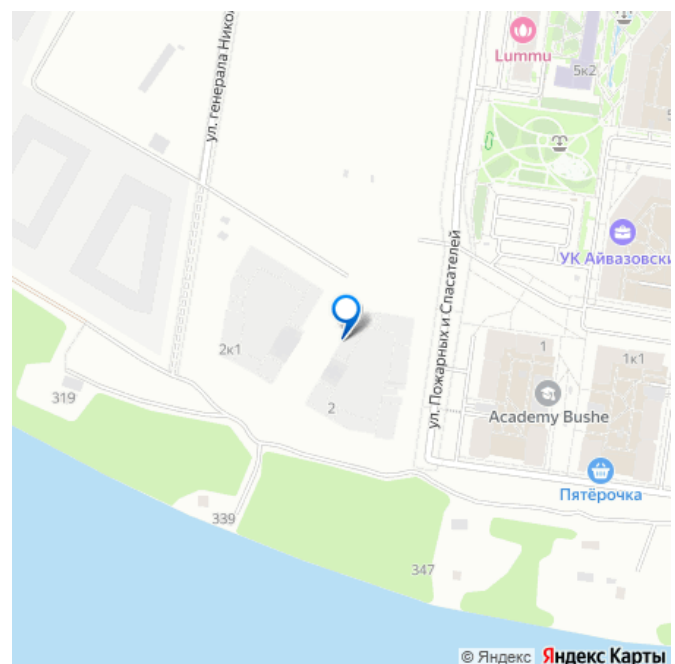 ул. генерала Нико
Lummu
5к2
ул. Пожарных и Спасателей
УК Айвазовски
2к1
1
1к1
319
2
Academy Bushe
Пятёрочка
339
347
© Яндекс Яндекс Карты